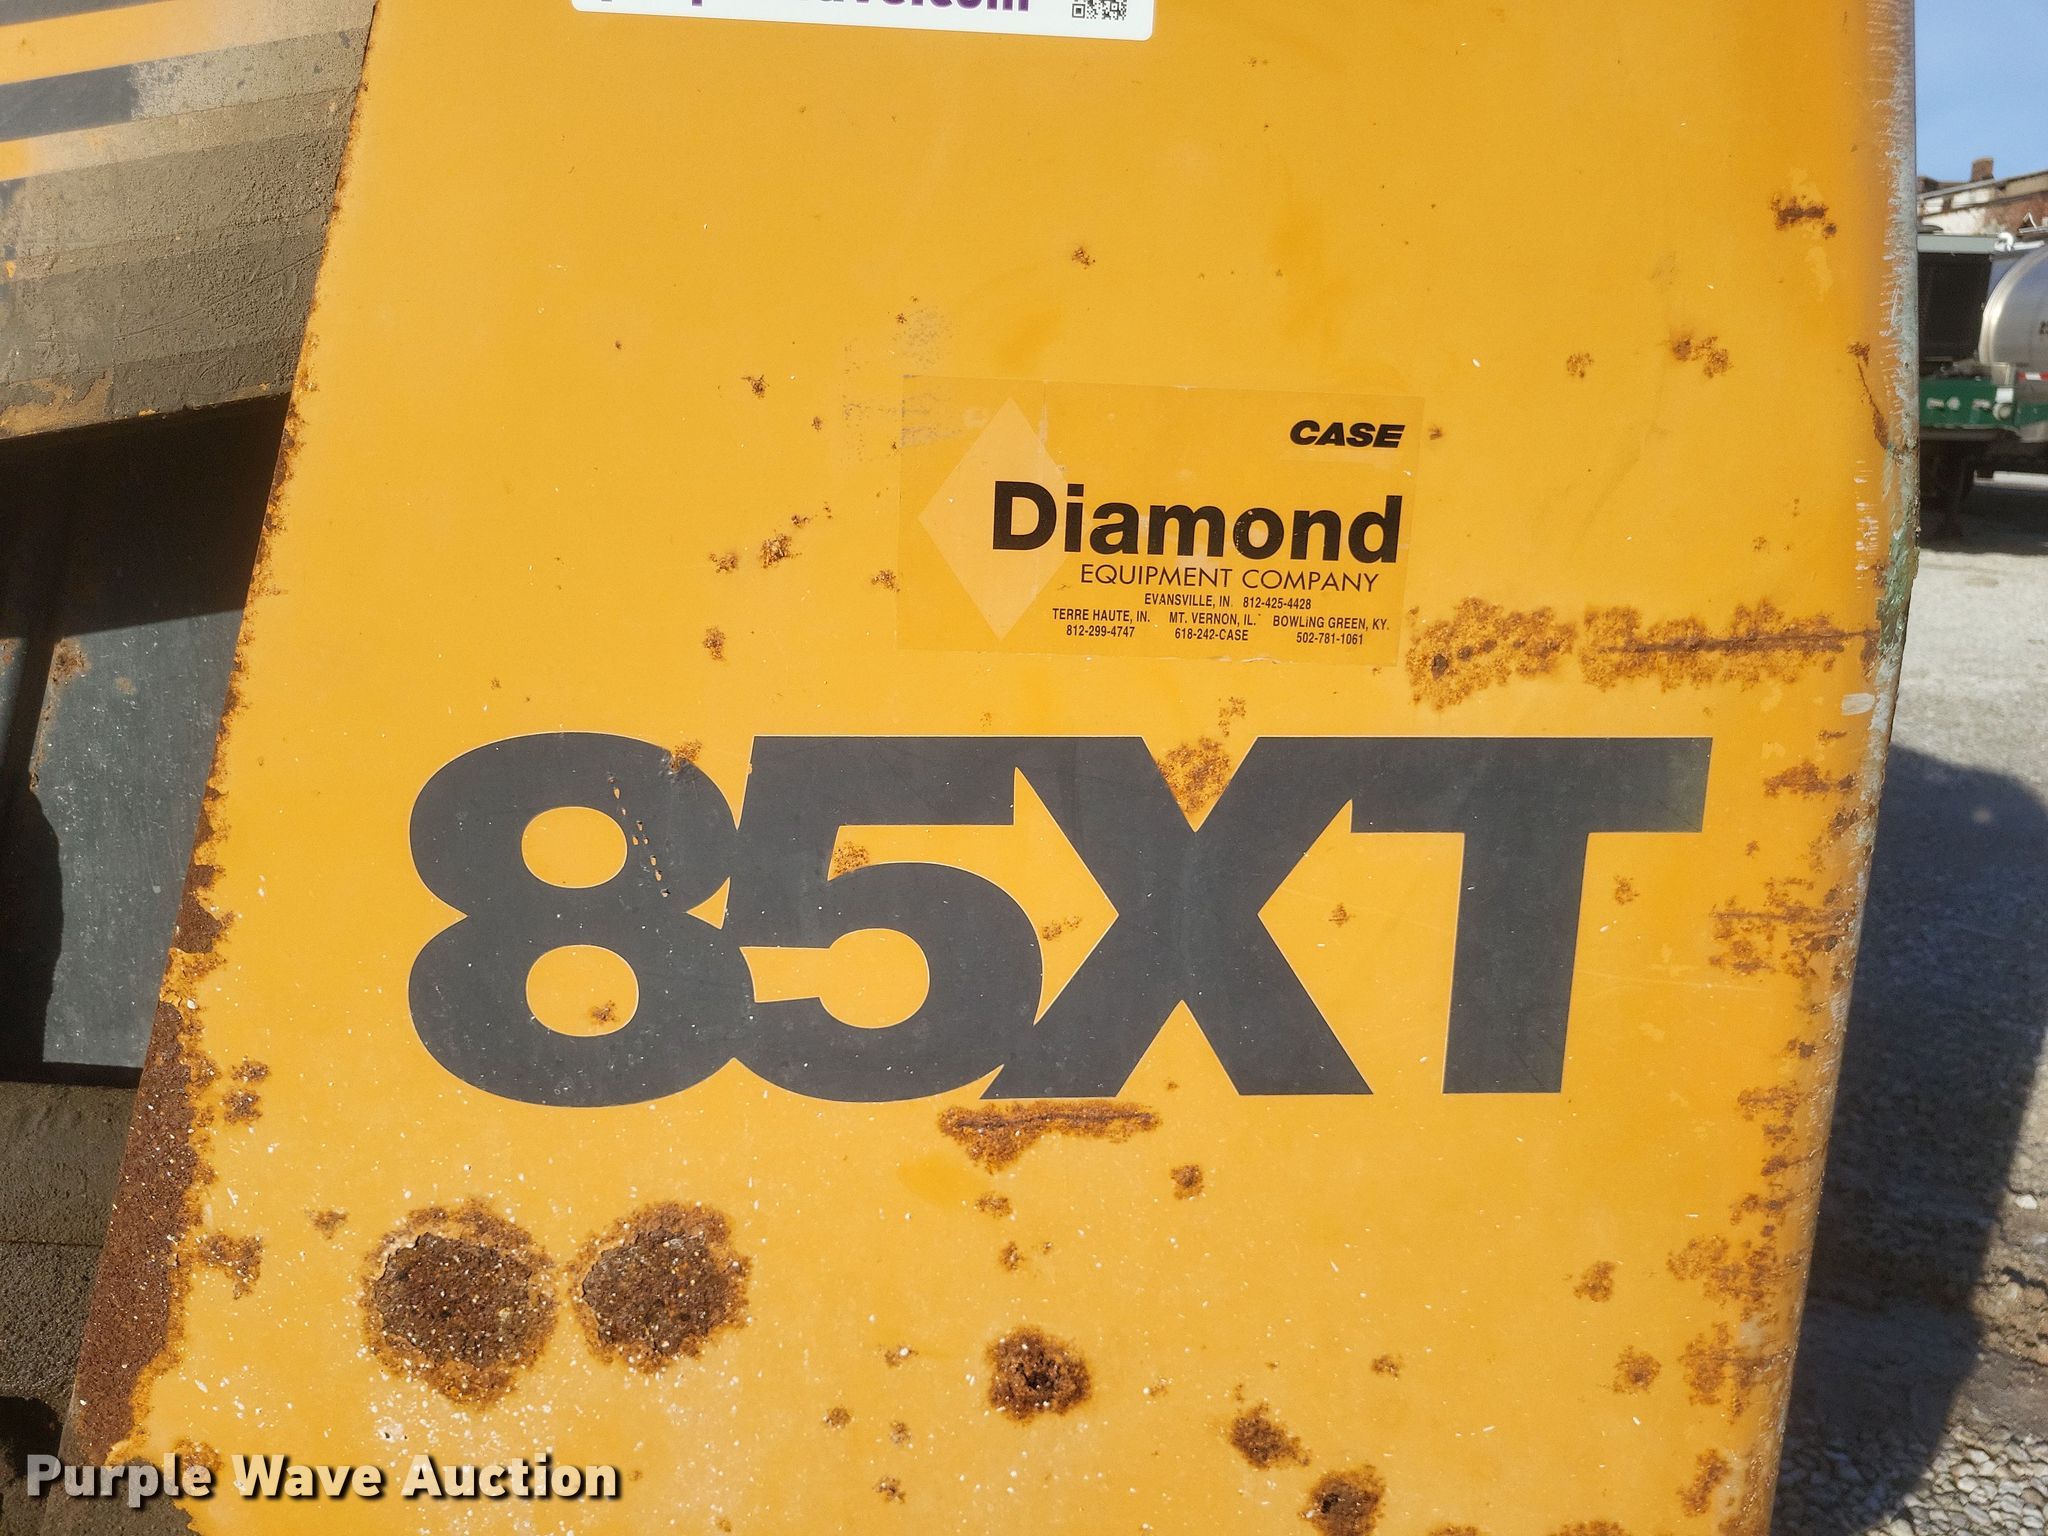 CASE
Diamond
EQUIPMENT COMPANY
EVANSVILLE, IN. 812-425-4428
TERRE HAUTE, IN. MT. VERNON, IL. BOWLING GREEN, KY.
812-299-4747 618-242-CASE 502-781-1061
85XT
Purple Wave Auction